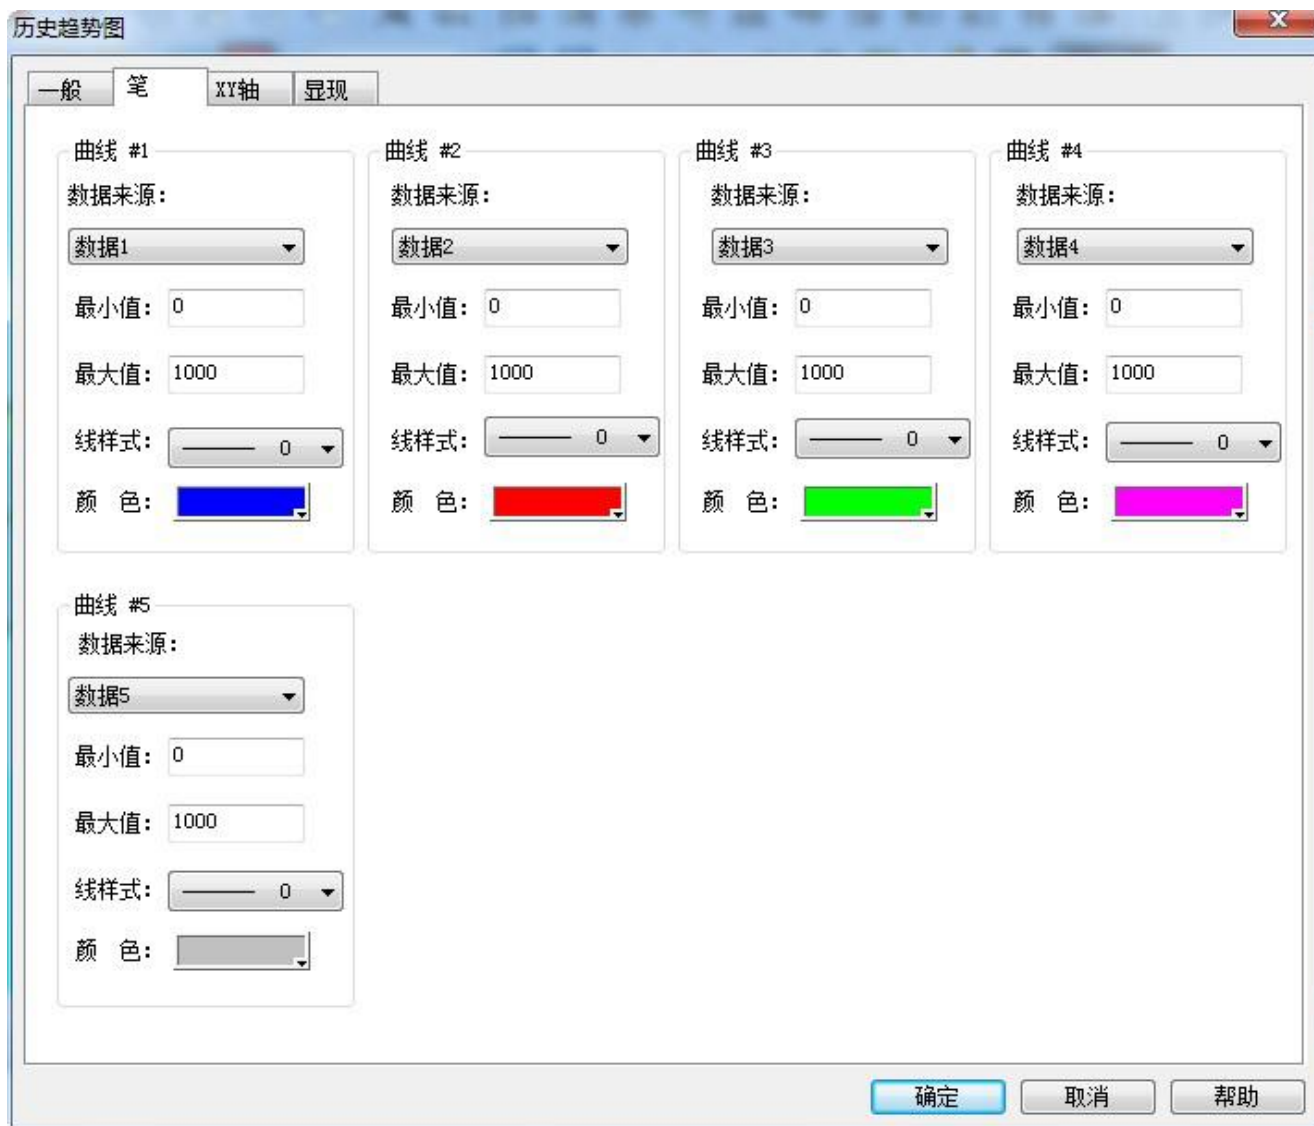 历史趋势图
一般 笔 XY轴 显现
曲线 #1 曲线 #2 曲线 #3 曲线 #4
数据来源: 数据来源: 数据来源: 数据来源:
数据1 数据2 数据3 数据4
最小值: 0 最小值: 0 最小值: 0 最小值: 0
最大值: 1000 最大值: 1000 最大值: 1000 最大值: 1000
线样式: 0 线样式: 0 线样式: 0 线样式: 0
颜 色: 颜 色: 颜 色: 颜 色:
曲线 #5
数据来源:
数据5
最小值: 0
最大值: 1000
线样式: 0
颜 色:
确定 取消 帮助